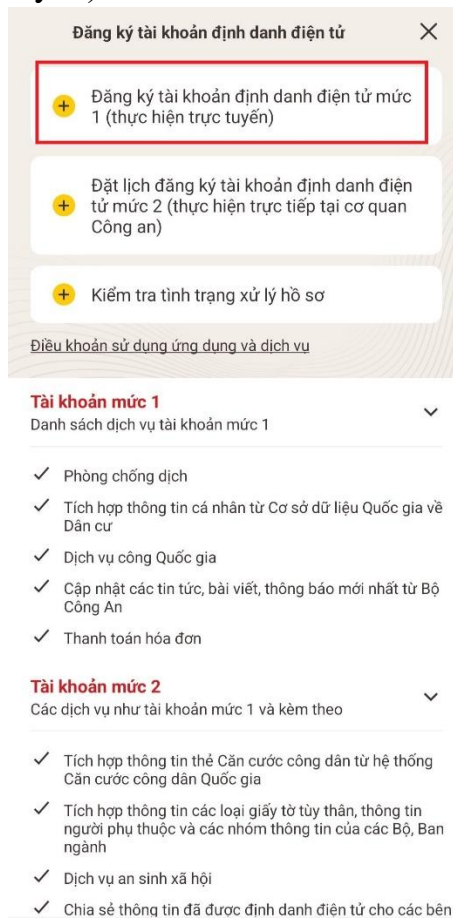 Đăng ký tài khoản định danh điện tử
Đăng ký tài khoản định danh điện tử mức
1 (thực hiện trực tuyến)
Đặt lịch đăng ký tài khoản định danh điện
tử mức 2 (thực hiện trực tiếp tại cơ quan
Công an)
Kiểm tra tình trạng xử lý hồ sơ
Điều khoản sử dụng ứng dụng và dịch vụ
Tài khoản mức 1
Danh sách dịch vụ tài khoản mức 1
Phòng chống dịch
Tích hợp thông tin cá nhân từ Cơ sở dữ liệu Quốc gia về
Dân cư
Dịch vụ công Quốc gia
Cập nhật các tin tức, bài viết, thông báo mới nhất từ Bộ
Công An
Thanh toán hóa đơn
Tài khoản mức 2
Các dịch vụ như tài khoản mức 1 và kèm theo
Tích hợp thông tin thẻ Căn cước công dân từ hệ thống
Căn cước công dân Quốc gia
Tích hợp thông tin các loại giấy tờ tùy thân, thông tin
người phụ thuộc và các nhóm thông tin của các Bộ, Ban
ngành
Dịch vụ an sinh xã hội
Chia sẻ thông tin đã được định danh điện tử cho các bên